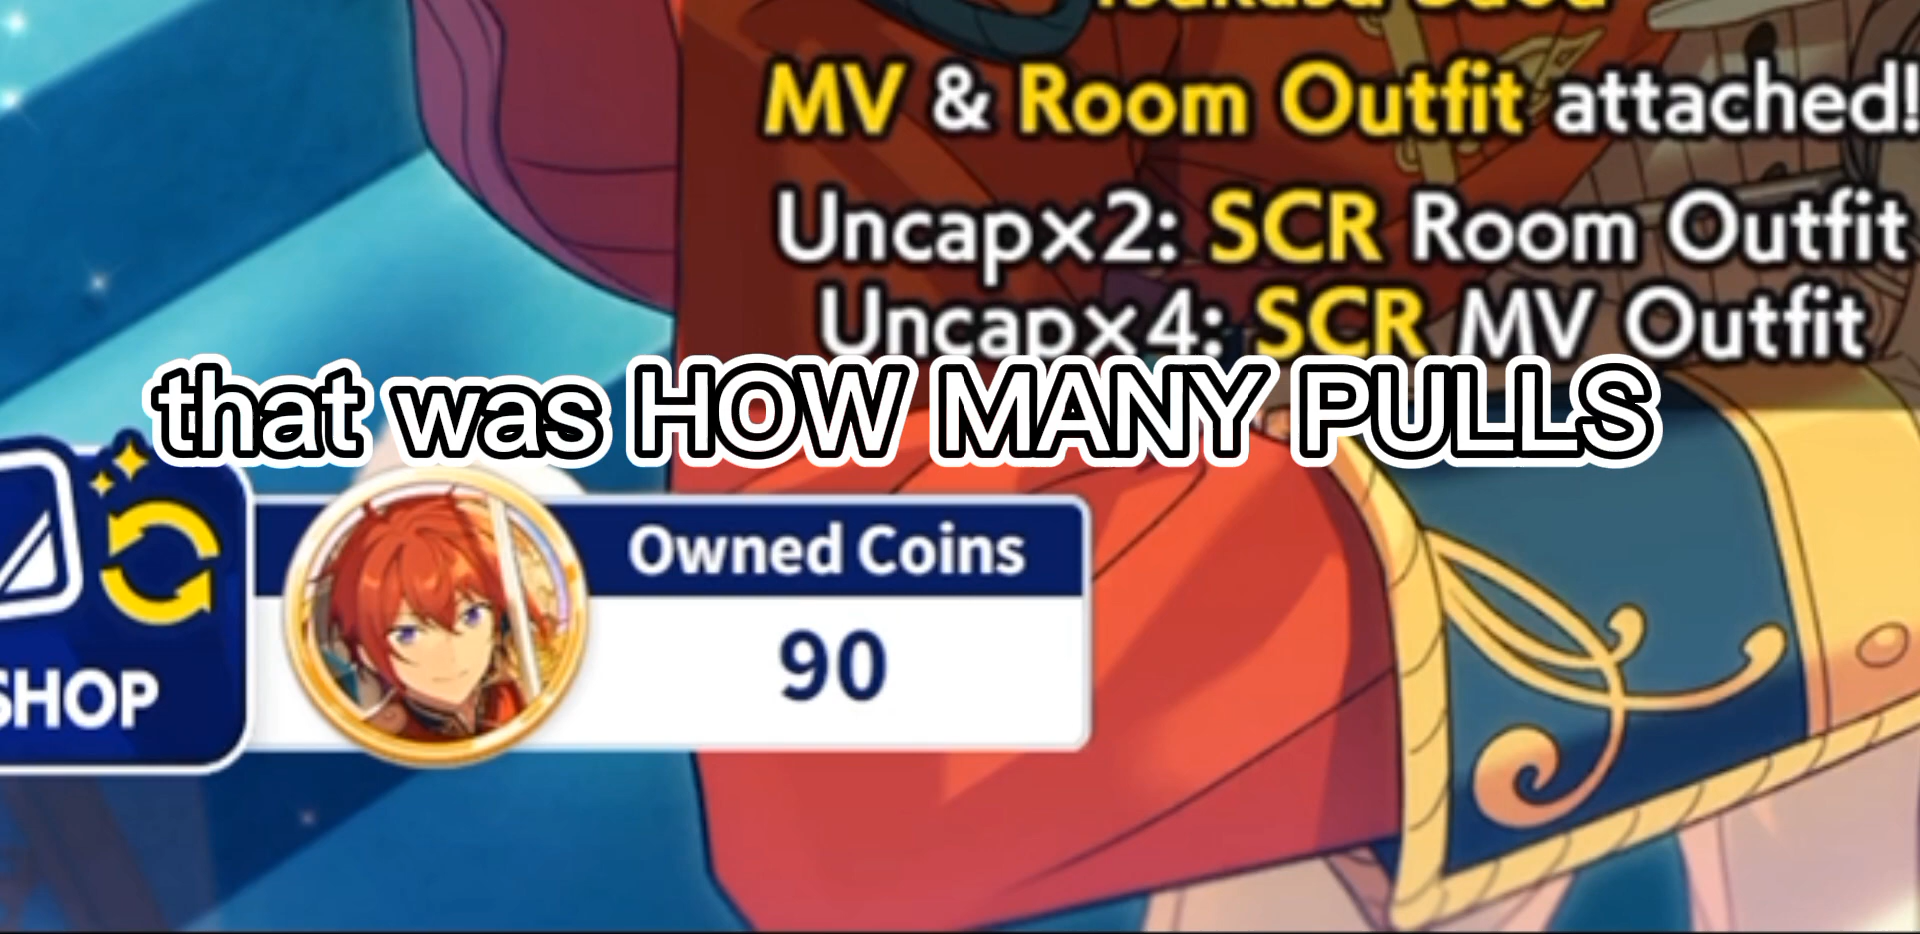 MV & Room Outfit attached!
Uncap×2: SCR Room Outfit
Uncap×4: SCR MV Outfit
that was HOW MANY PULLS
Owned Coins
90
SHOP